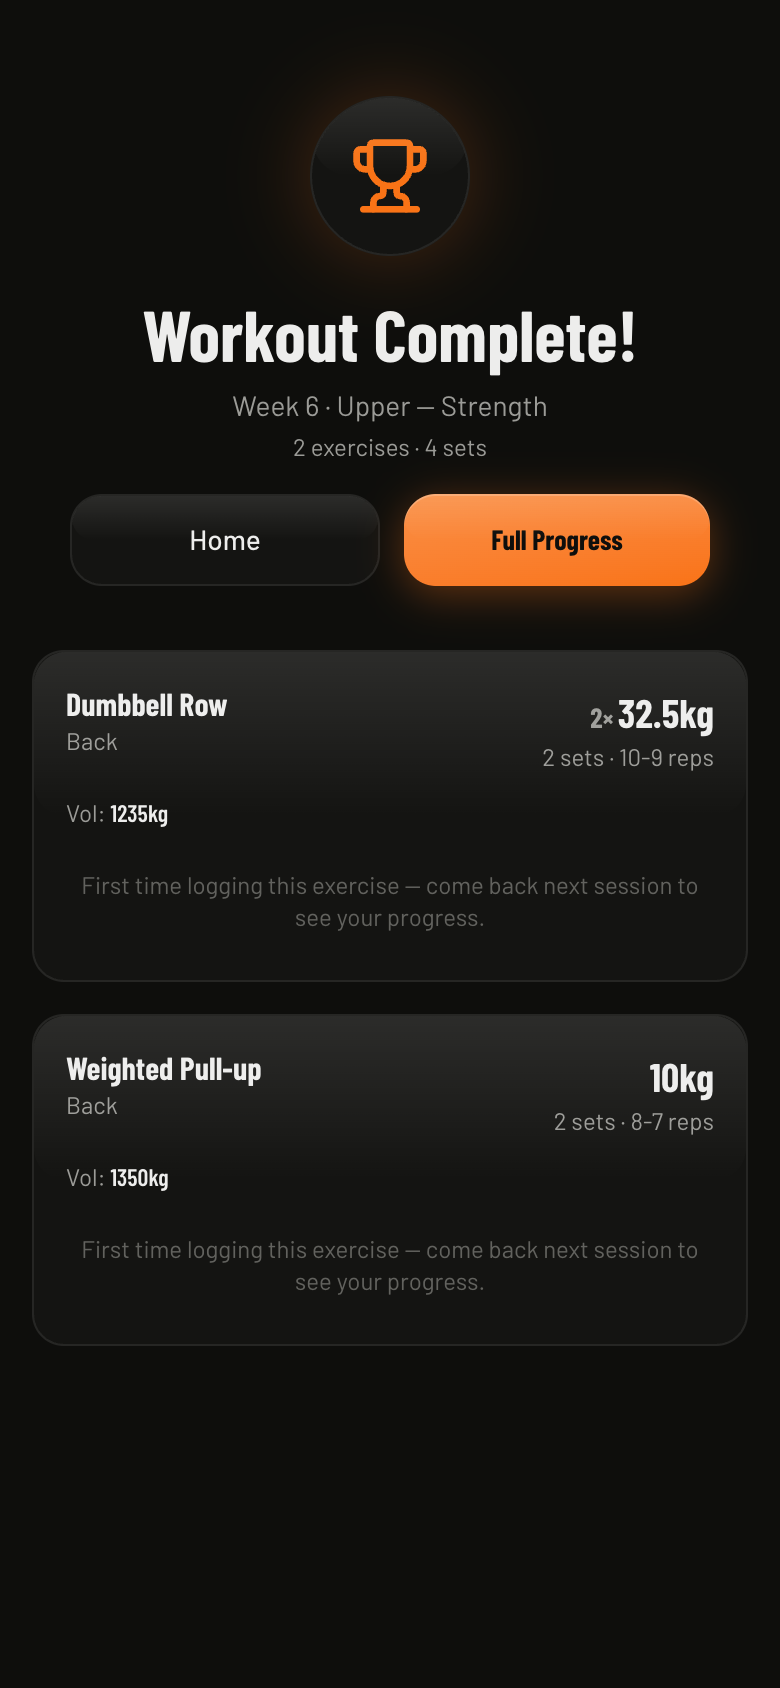 Workout Complete!
Week 6 · Upper — Strength
2 exercises · 4 sets
Home
Full Progress
Dumbbell Row
2× 32.5kg
Back
2 sets · 10-9 reps
Vol: 1235kg
First time logging this exercise — come back next session to
see your progress.
Weighted Pull-up
10kg
Back
2 sets · 8-7 reps
Vol: 1350kg
First time logging this exercise — come back next session to
see your progress.